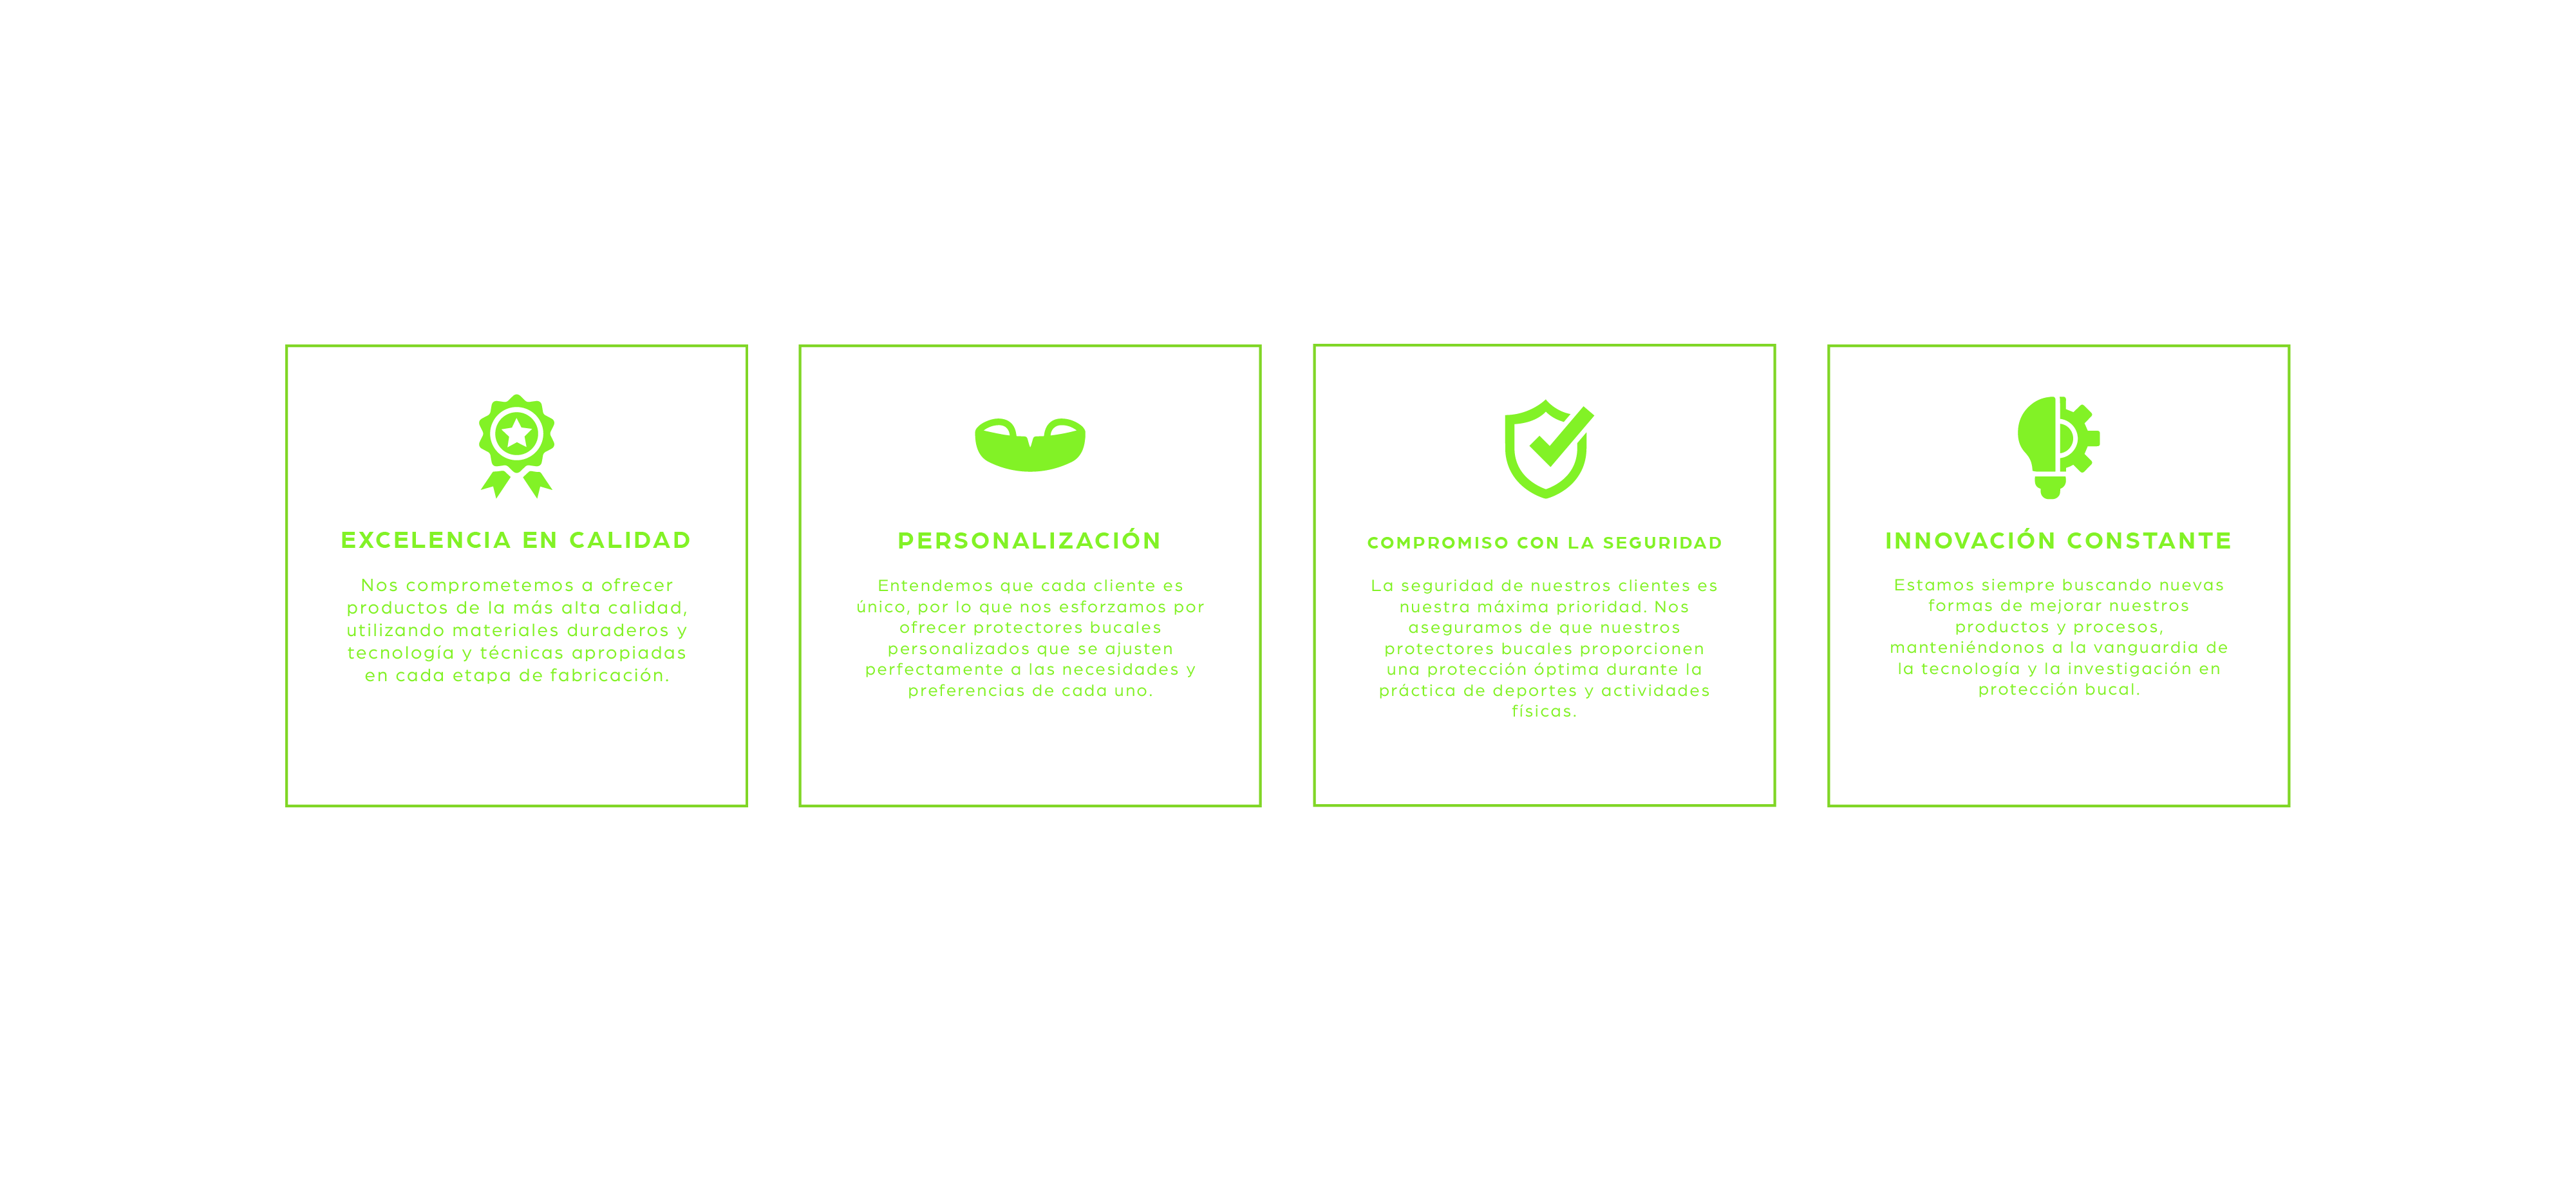 EXCELENCIA EN CALIDAD
Nos comprometemos a ofrecer
productos de la más alta calidad,
utilizando materiales duraderos y
tecnología y técnicas apropiadas
en cada etapa de fabricación.
PERSONALIZACIÓN
Entendemos que cada cliente es
único, por lo que nos esforzamos por
ofrecer protectores bucales
personalizados que se ajusten
perfectamente a las necesidades y
preferencias de cada uno.
COMPROMISO CON LA SEGURIDAD
La seguridad de nuestros clientes es
nuestra máxima prioridad. Nos
aseguramos de que nuestros
protectores bucales proporcionen
una protección óptima durante la
práctica de deportes y actividades
físicas.
INNOVACIÓN CONSTANTE
Estamos siempre buscando nuevas
formas de mejorar nuestros
productos y procesos,
manteniéndonos a la vanguardia de
la tecnología y la investigación en
protección bucal.